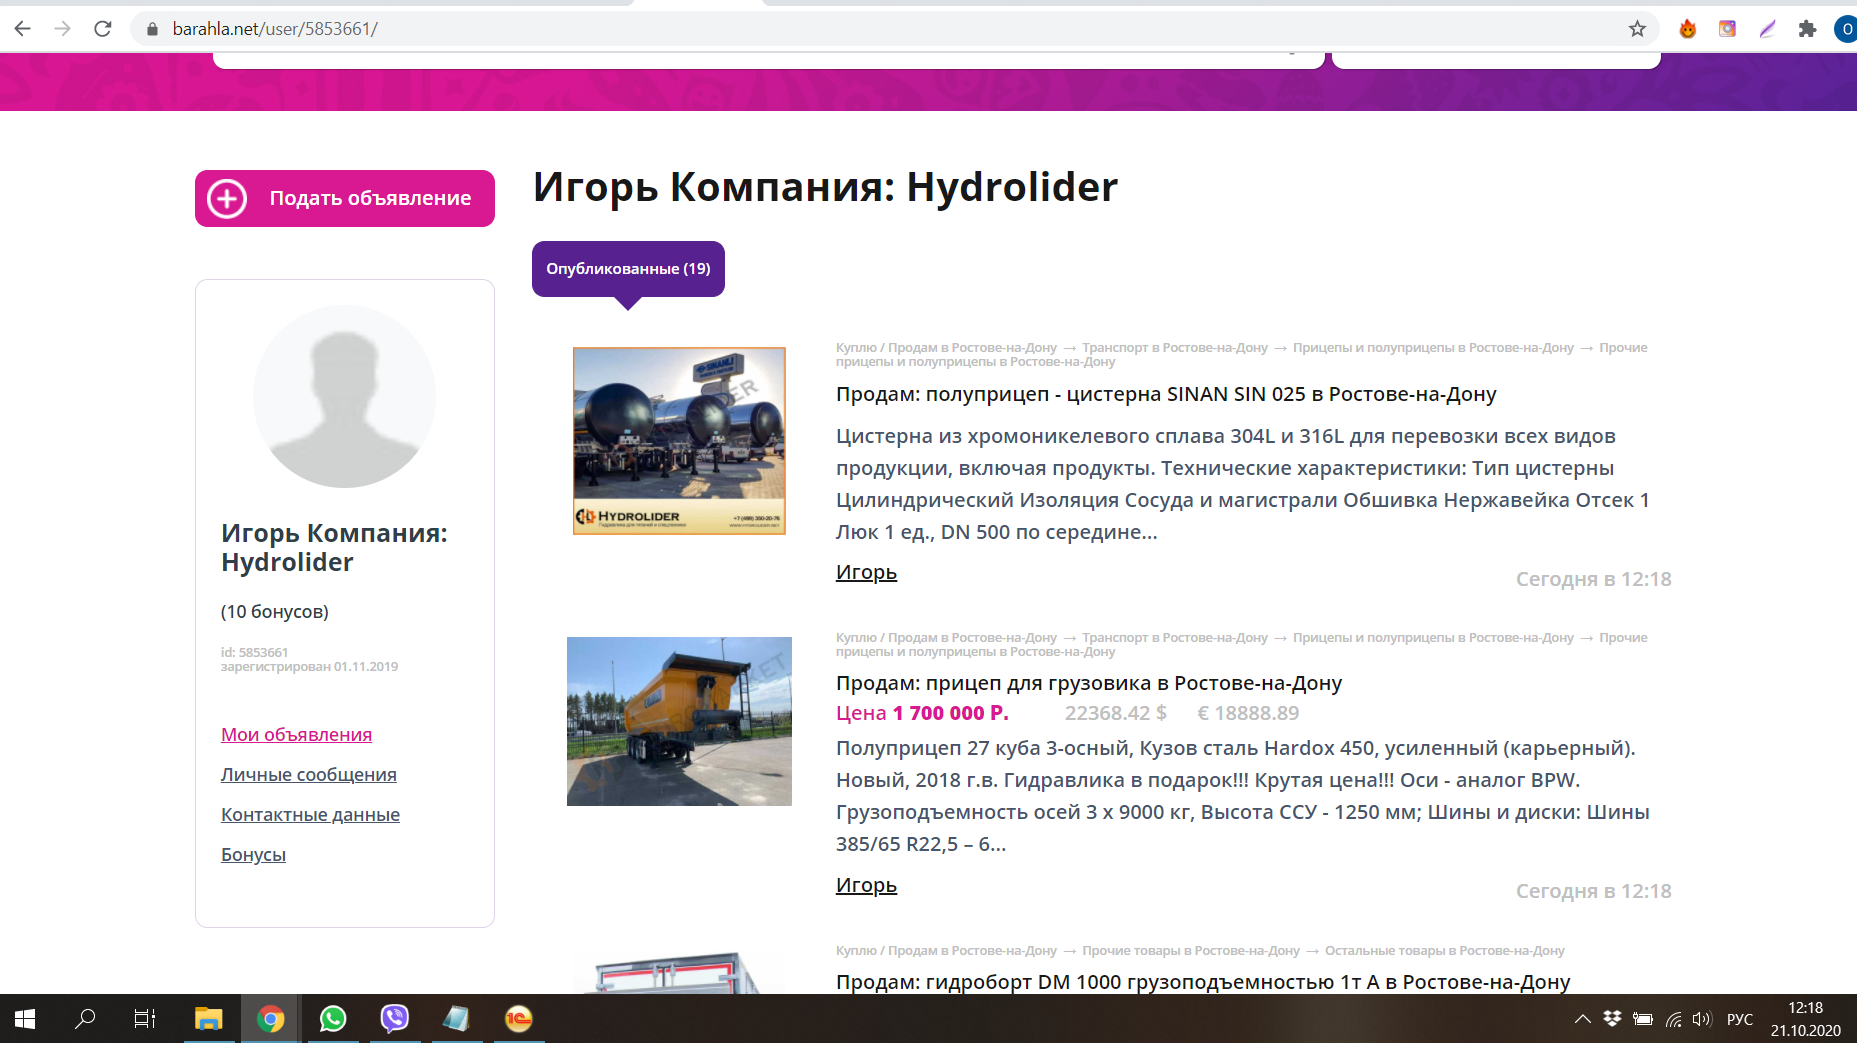 barahla.net/user/5853661/
O
Подать объявление
Игорь Компания: Hydrolider
Опубликованные (19)
Игорь Компания:
Hydrolider
(10 бонусов)
id: 5853661
зарегистрирован 01.11.2019
Мои объявления
Личные сообщения
Контактные данные
Бонусы
SINANLI
HYDROLIDER
+7 (499) 350-20-76
Куплю / Продам в Ростове-на-Дону → Транспорт в Ростове-на-Дону → Прицепы и полуприцепы в Ростове-на-Дону → Прочие
прицепы и полуприцепы в Ростове-на-Дону
Продам: полуприцеп - цистерна SINAN SIN 025 в Ростове-на-Дону
Цистерна из хромоникелевого сплава 304L и 316L для перевозки всех видов
продукции, включая продукты. Технические характеристики: Тип цистерны
Цилиндрический Изоляция Сосуда и магистрали Обшивка Нержавейка Отсек 1
Люк 1 ед., DN 500 по середине...
Игорь
Сегодня в 12:18
Куплю / Продам в Ростове-на-Дону → Транспорт в Ростове-на-Дону → Прицепы и полуприцепы в Ростове-на-Дону → Прочие
прицепы и полуприцепы в Ростове-на-Дону
Продам: прицеп для грузовика в Ростове-на-Дону
Цена 1 700 000 Р. 22368.42 $ € 18888.89
Полуприцеп 27 куба 3-осный, Кузов сталь Hardox 450, усиленный (карьерный).
Новый, 2018 г.в. Гидравлика в подарок!!! Крутая цена!!! Оси - аналог BPW.
Грузоподъемность осей 3 х 9000 кг, Высота ССУ - 1250 мм; Шины и диски: Шины
385/65 R22,5 – 6...
Игорь
Сегодня в 12:18
Куплю / Продам в Ростове-на-Дону → Прочие товары в Ростове-на-Дону → Остальные товары в Ростове-на-Дону
Продам: гидроборт DM 1000 грузоподъемностью 1т А в Ростове-на-Дону
1С
РУС
12:18
21.10.2020